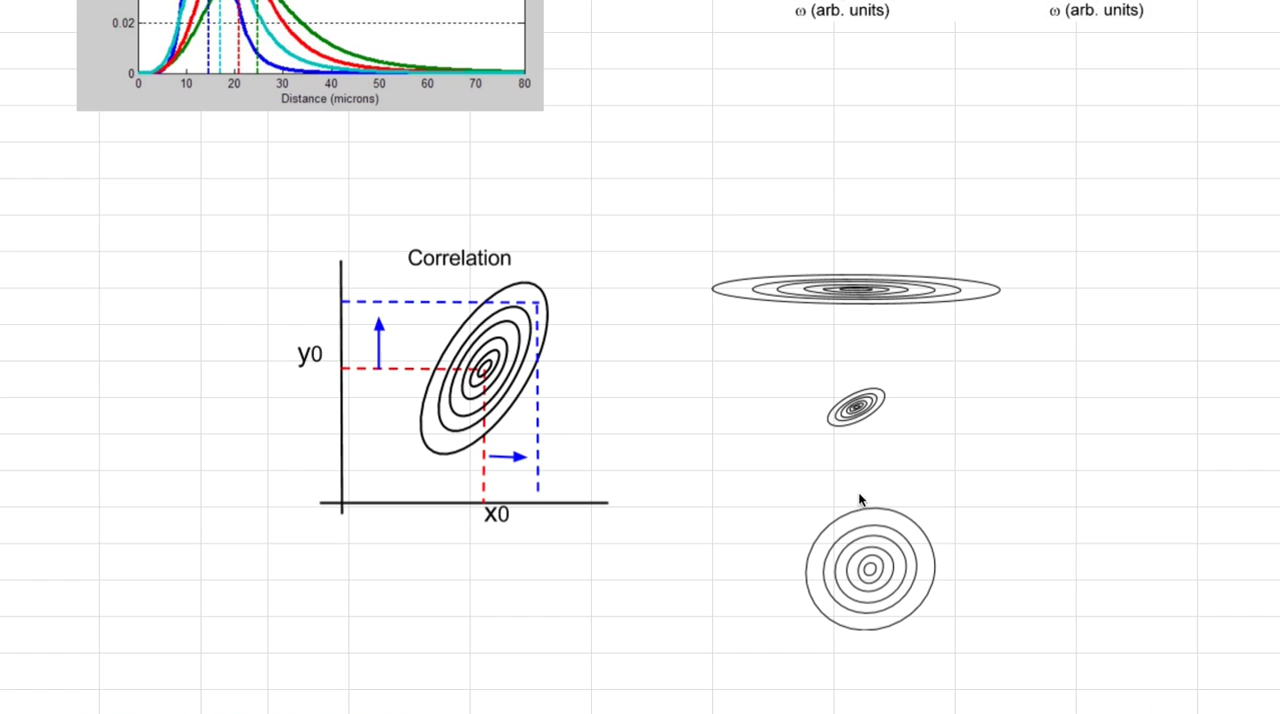 ω (arb. units) ω (arb. units)
0.02
0
0 10 20 30 40 50 60 70 80
Distance (microns)
Correlation
y0
x0